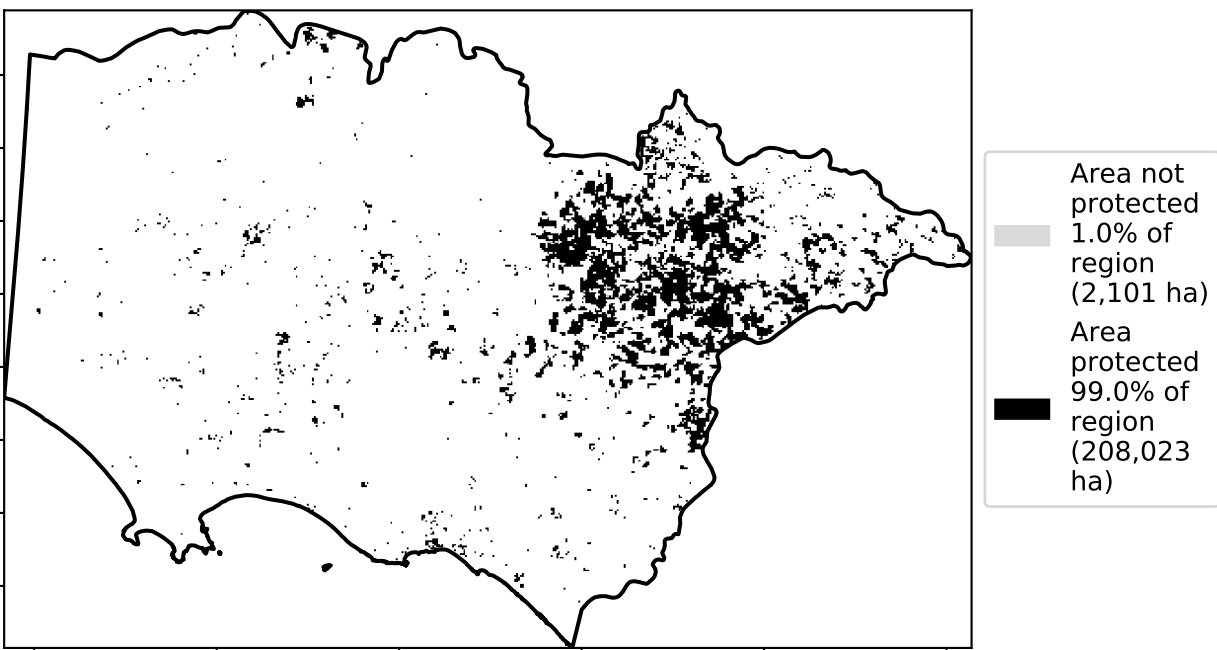 Area not
protected
1.0% of
region
(2,101 ha)
Area
protected
99.0% of
region
(208,023
ha)